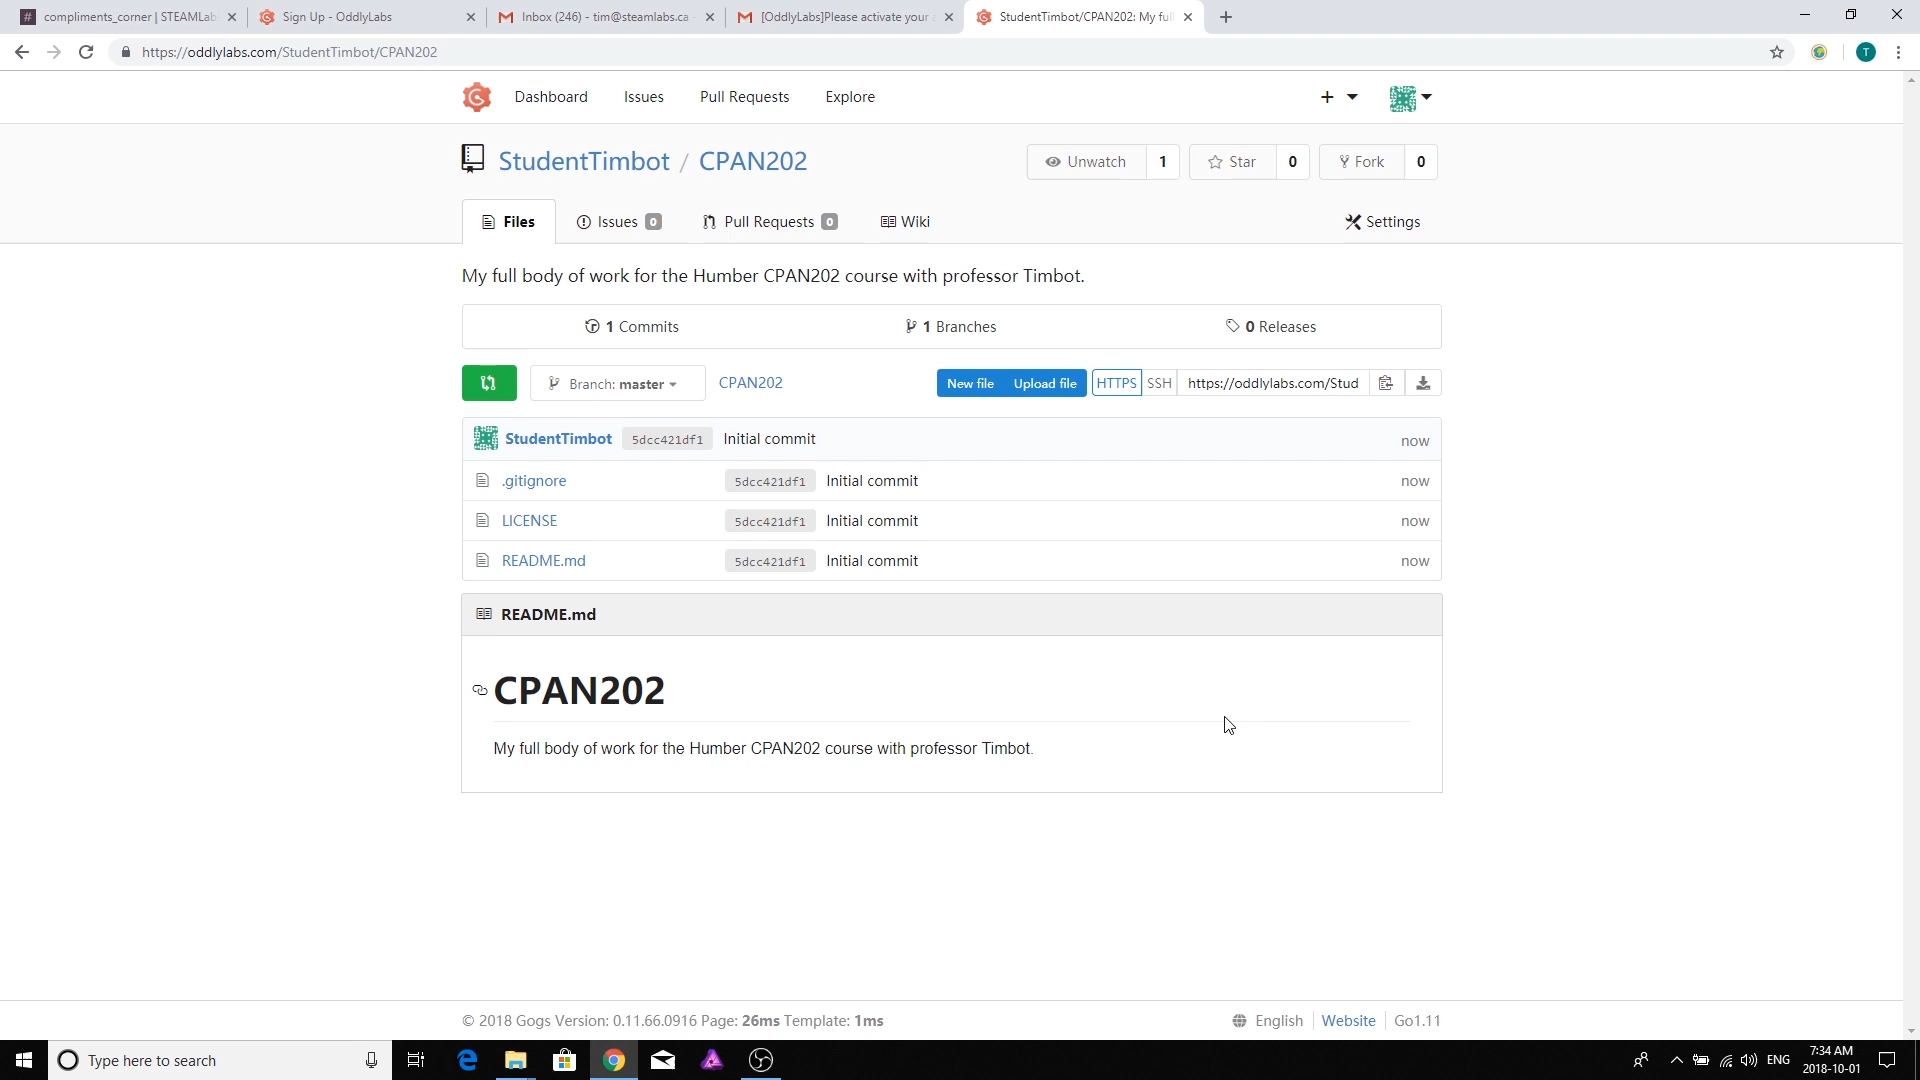 compliments_corner | STEAMLab
Sign Up - OddlyLabs
Inbox (246) - tim@steamlabs.ca -
[OddlyLabs]Please activate your a
StudentTimbot/CPAN202: My full
https://oddlylabs.com/StudentTimbot/CPAN202
T
Dashboard Issues Pull Requests Explore
StudentTimbot / CPAN202
Unwatch 1 Star 0 Fork 0
Files Issues 0 Pull Requests 0 Wiki Settings
My full body of work for the Humber CPAN202 course with professor Timbot.
1 Commits 1 Branches 0 Releases
Branch: master CPAN202 New file Upload file HTTPS SSH https://oddlylabs.com/Stud
StudentTimbot 5dcc421df1 Initial commit now
.gitignore 5dcc421df1 Initial commit now
LICENSE 5dcc421df1 Initial commit now
README.md 5dcc421df1 Initial commit now
README.md
CPAN202
My full body of work for the Humber CPAN202 course with professor Timbot.
© 2018 Gogs Version: 0.11.66.0916 Page: 26ms Template: 1ms English Website Go1.11
Type here to search
ENG
7:34 AM
2018-10-01